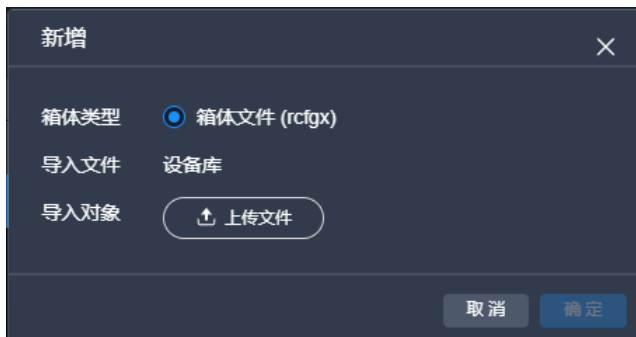 新增
箱体类型 箱体文件 (rcfgx)
导入文件 设备库
导入对象 上传文件
取消 确定